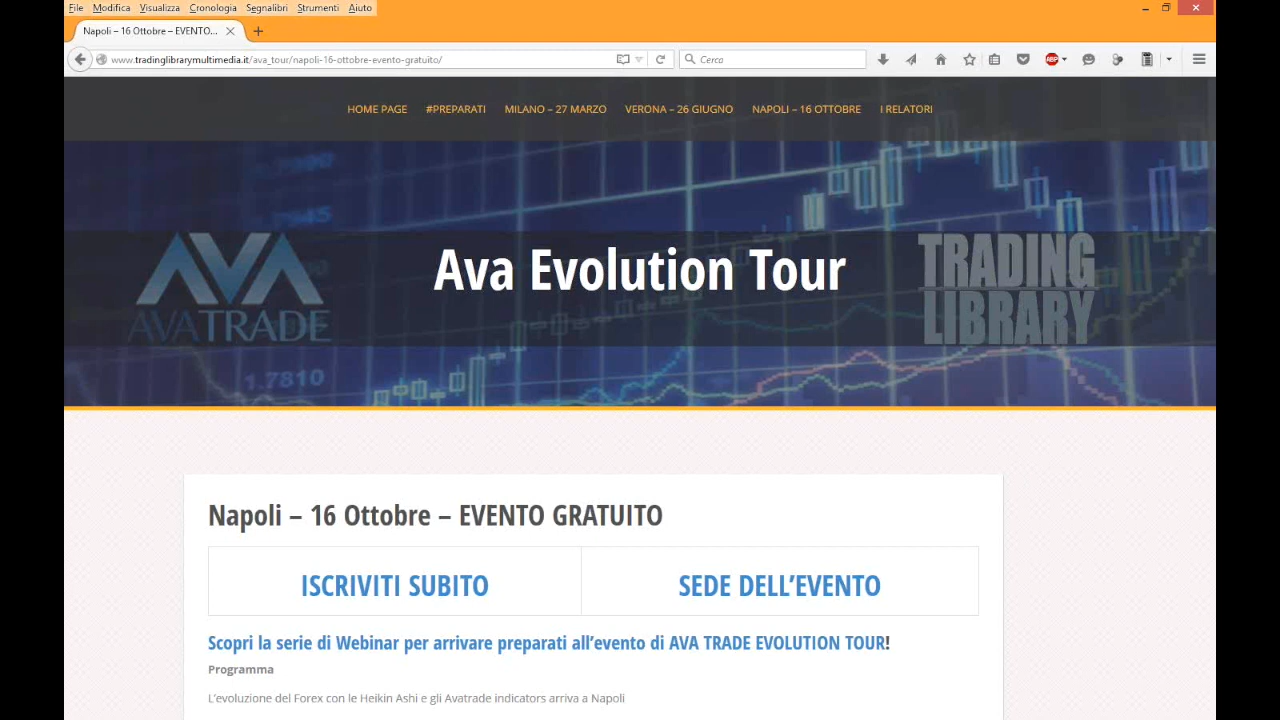 File Modifica Visualizza Cronologia Segnalibri Strumenti Aiuto
Napoli – 16 Ottobre – EVENTO...
www.tradinglibrarymultimedia.it/ava_tour/napoli-16-ottobre-evento-gratuito/ Cerca ABP
HOME PAGE #PREPARATI MILANO – 27 MARZO VERONA – 26 GIUGNO NAPOLI – 16 OTTOBRE I RELATORI
AVATRADE
Ava Evolution Tour
TRADING
LIBRARY
1.7810
Napoli – 16 Ottobre – EVENTO GRATUITO
ISCRIVITI SUBITO SEDE DELL’EVENTO
Scopri la serie di Webinar per arrivare preparati all’evento di AVA TRADE EVOLUTION TOUR!
Programma
L’evoluzione del Forex con le Heikin Ashi e gli Avatrade indicators arriva a Napoli